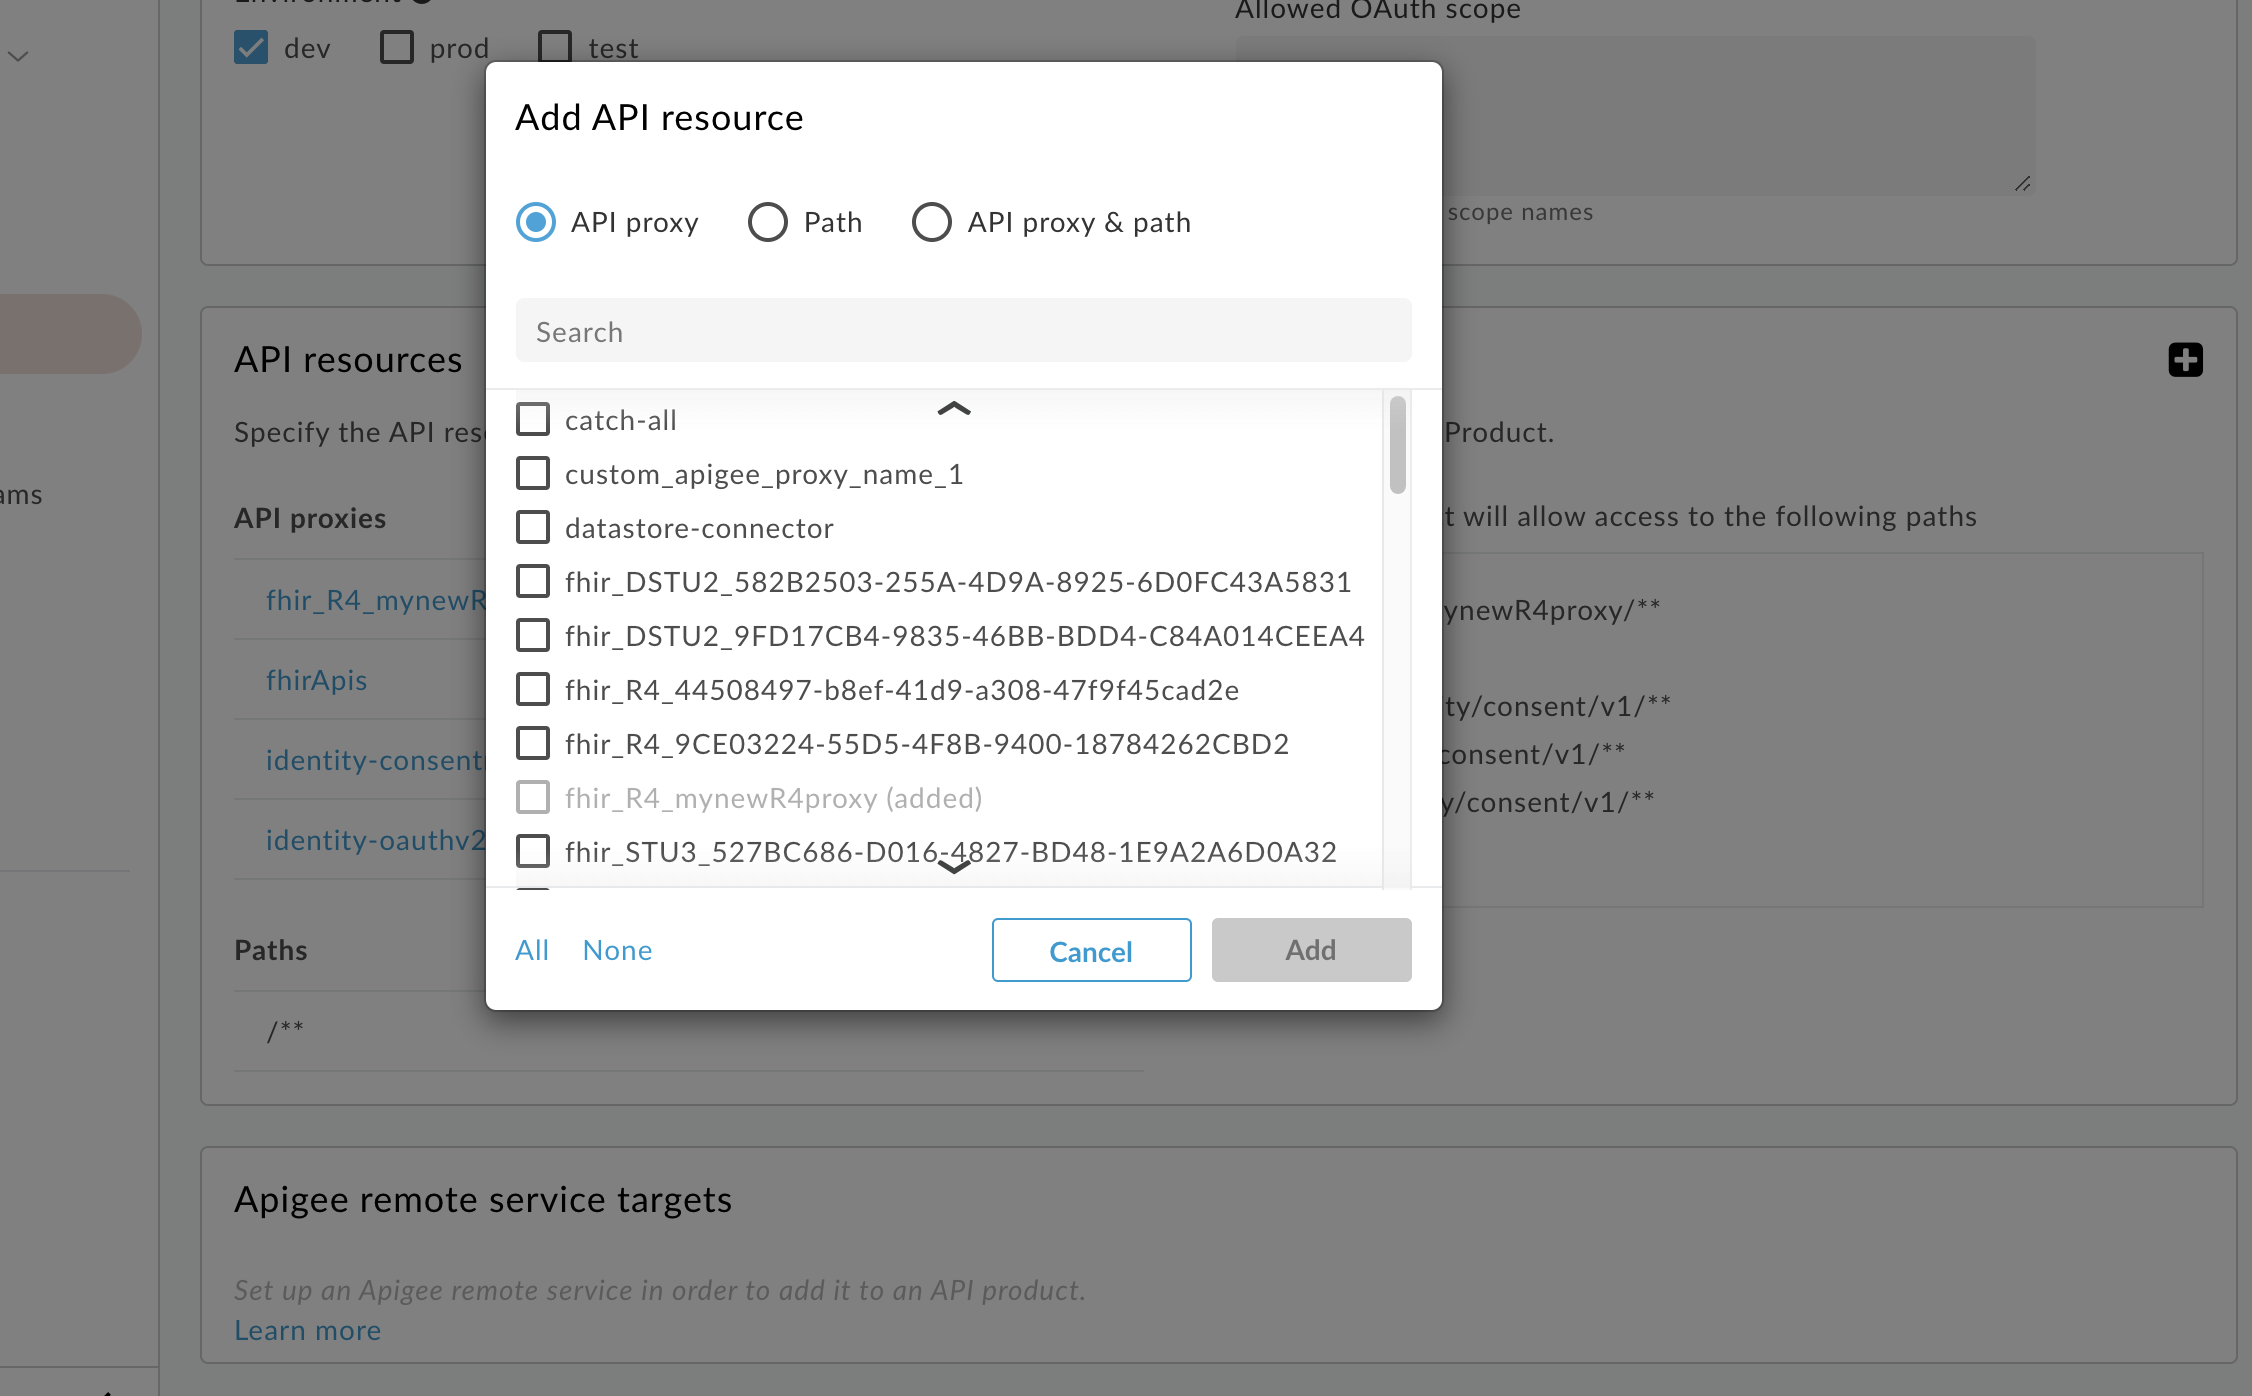 dev
prod
test
Allowed OAuth scope
scope names
Add API resource
API proxy
Path
API proxy & path
Search
catch-all
custom_apigee_proxy_name_1
datastore-connector
fhir_DSTU2_582B2503-255A-4D9A-8925-6D0FC43A5831
fhir_DSTU2_9FD17CB4-9835-46BB-BDD4-C84A014CEEA4
fhir_R4_44508497-b8ef-41d9-a308-47f9f45cad2e
fhir_R4_9CE03224-55D5-4F8B-9400-18784262CBD2
fhir_R4_mynewR4proxy (added)
fhir_STU3_527BC686-D016-4827-BD48-1E9A2A6D0A32
All
None
Cancel
Add
API resources
Specify the API
Product.
API proxies
will allow access to the following paths
fhir_R4_mynewR
ynewR4proxy/**
fhirApis
ty/consent/v1/**
identity-consent
consent/v1/**
y/consent/v1/**
identity-oauthv2
Paths
/**
Apigee remote service targets
Set up an Apigee remote service in order to add it to an API product.
Learn more